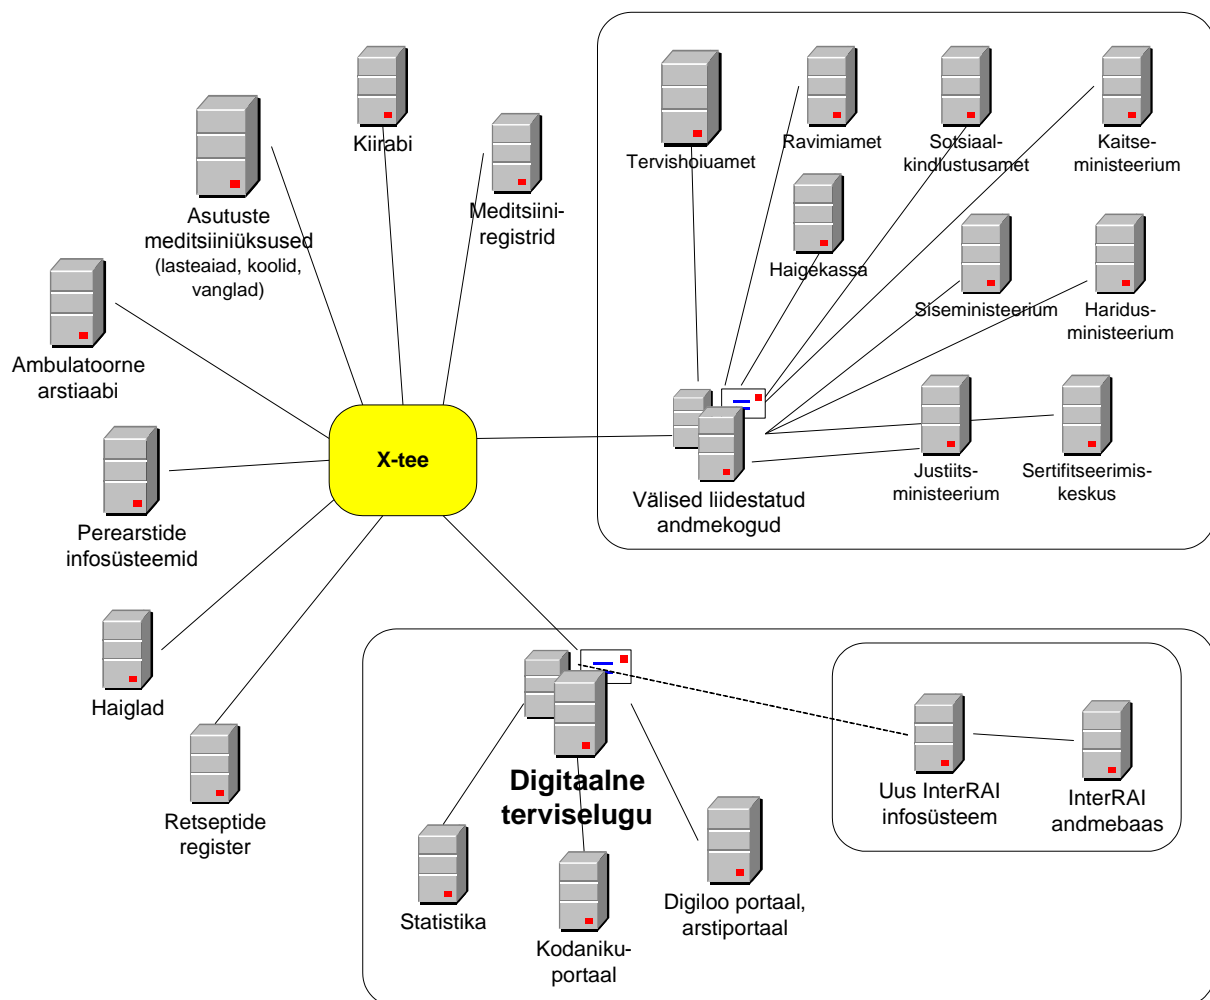 Kiirabi
Asutuste
meditsiiniüksused
(lasteaiad, koolid,
vanglad)
Meditsiini-
registrid
Ambulatoorne
arstiaabi
Perearstide
infosüsteemid
Haiglad
Retseptide
register
X-tee
Tervishoiuamet
Ravimiamet
Sotsiaal-
kindlustusamet
Kaitse-
ministeerium
Haigekassa
Siseministeerium
Haridus-
ministeerium
Välised liidestatud
andmekogud
Justiits-
ministeerium
Sertifitseerimis-
keskus
Digitaalne
terviselugu
Uus InterRAI
infosüsteem
InterRAI
andmebaas
Statistika
Kodaniku-
portaal
Digiloo portaal,
arstiportaal